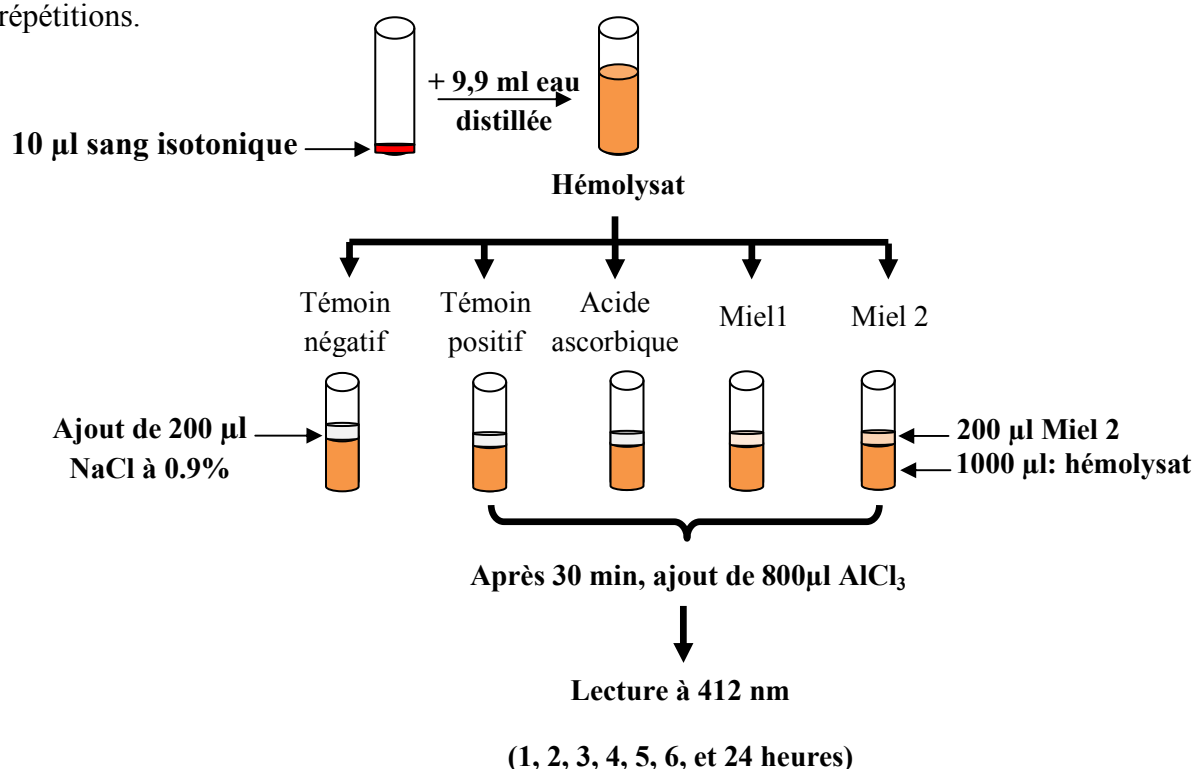 répétitions.
+ 9,9 ml eau
distillée
10 µl sang isotonique
Hémolysat
Témoin
négatif
Témoin
positif
Acide
ascorbique
Miel1
Miel 2
Ajout de 200 µl
NaCl à 0.9%
200 µl Miel 2
1000 µl: hémolysat
Après 30 min, ajout de 800µl AlCl₃
Lecture à 412 nm
(1, 2, 3, 4, 5, 6, et 24 heures)